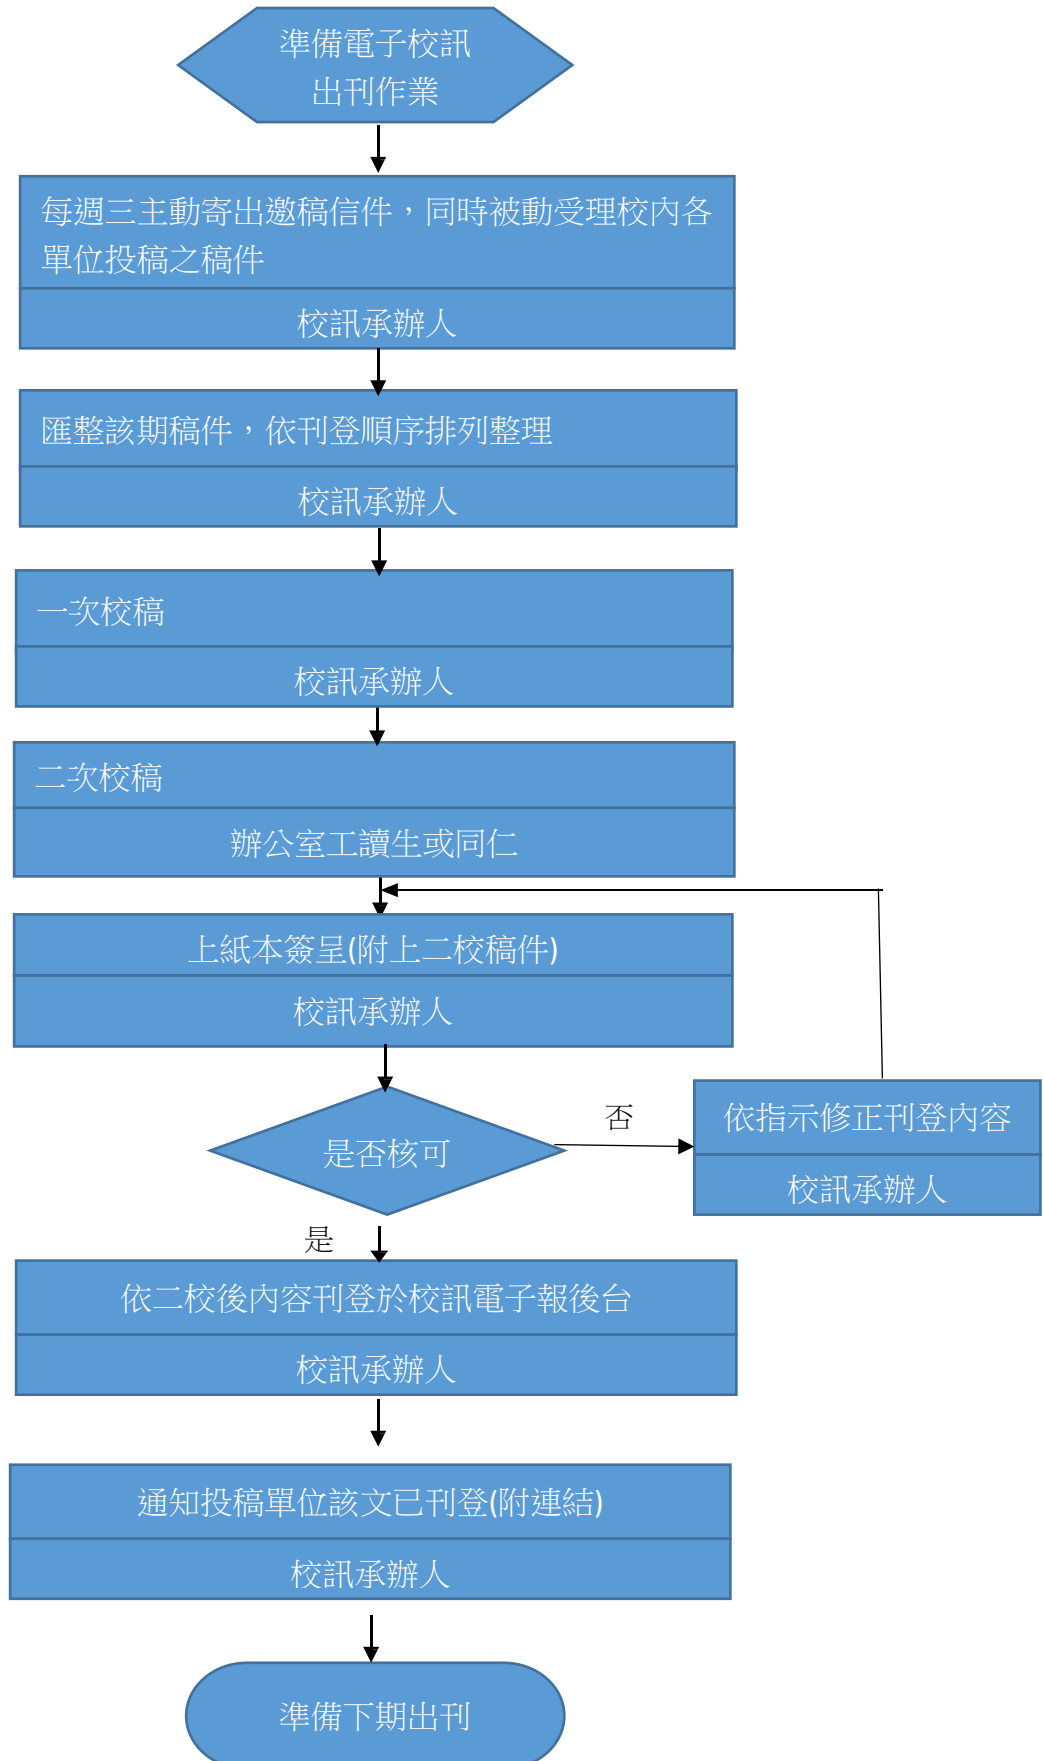 準備電子校訊
出刊作業
每週三主動寄出邀稿信件，同時被動受理校內各
單位投稿之稿件
校訊承辦人
匯整該期稿件，依刊登順序排列整理
校訊承辦人
一次校稿
校訊承辦人
二次校稿
辦公室工讀生或同仁
上紙本簽呈(附上二校稿件)
校訊承辦人
是否核可
否
依指示修正刊登內容
校訊承辦人
是
依二校後內容刊登於校訊電子報後台
校訊承辦人
通知投稿單位該文已刊登(附連結)
校訊承辦人
準備下期出刊